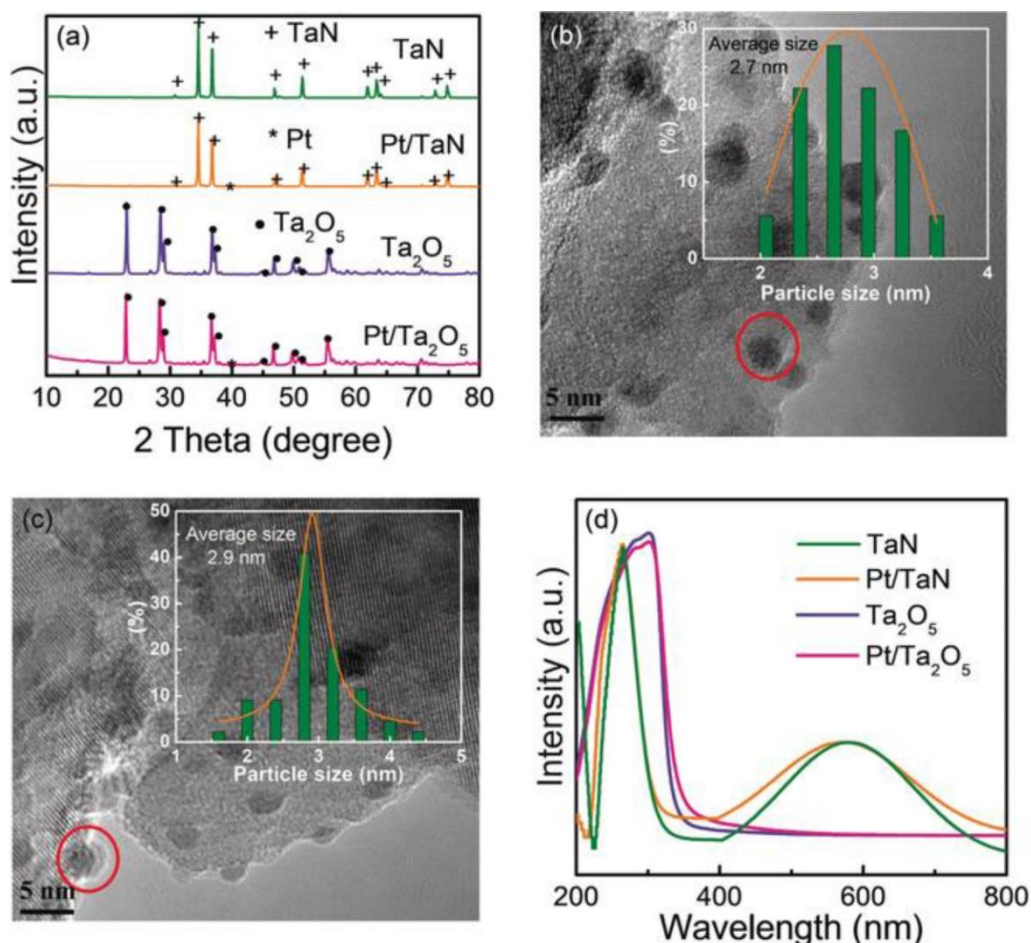 (a)
+ TaN
TaN
* Pt
Pt/TaN
● Ta₂O₅
Ta₂O₅
Pt/Ta₂O₅
Intensity (a.u.)
10 20 30 40 50 60 70 80
2 Theta (degree)
(b)
Average size
2.7 nm
(%)
30
20
10
0
2 3 4
Particle size (nm)
5 nm
(c)
Average size
2.9 nm
(%)
50
40
30
20
10
0
1 2 3 4 5
Particle size (nm)
5 nm
(d)
TaN
Pt/TaN
Ta₂O₅
Pt/Ta₂O₅
Intensity (a.u.)
200 400 600 800
Wavelength (nm)